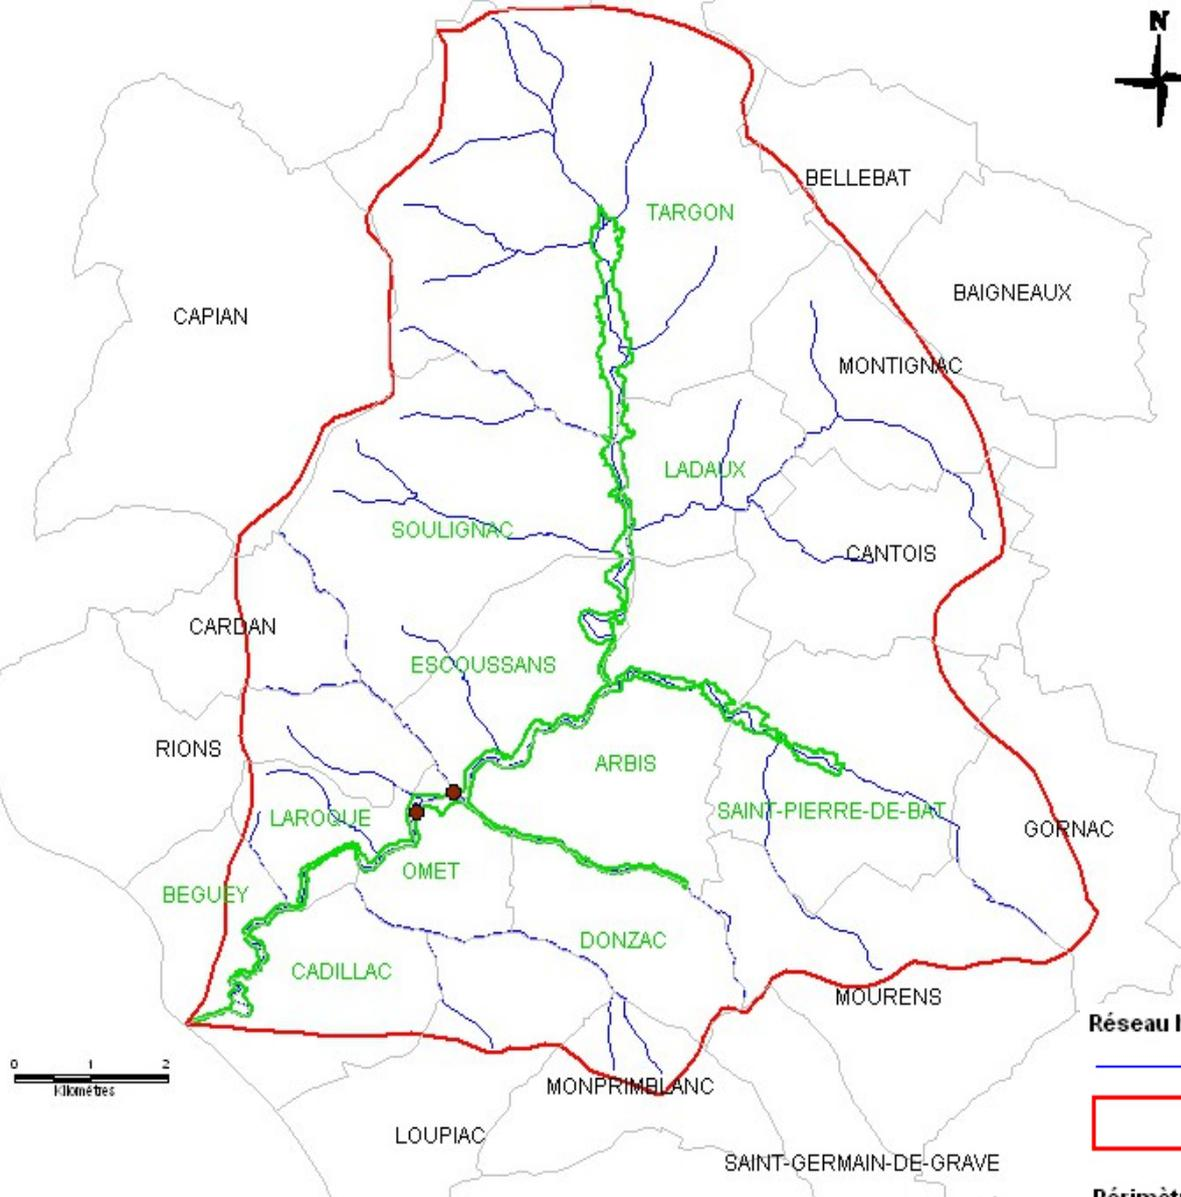 N
BELLEBAT
TARGON
BAIGNEAUX
CAPIAN
MONTIGNAC
LADAUX
SOULIGNAC
CANTOIS
CARDAN
ESCOUSSANS
RIONS
ARBIS
SAINT-PIERRE-DE-BAT
LAROQUE
GORNAC
OMET
BEGUEY
DONZAC
CADILLAC
MOURENS
Réseau
0 1 2
Kilomètres
MONPRIMBLANC
LOUPIAC
SAINT-GERMAIN-DE-GRAVE